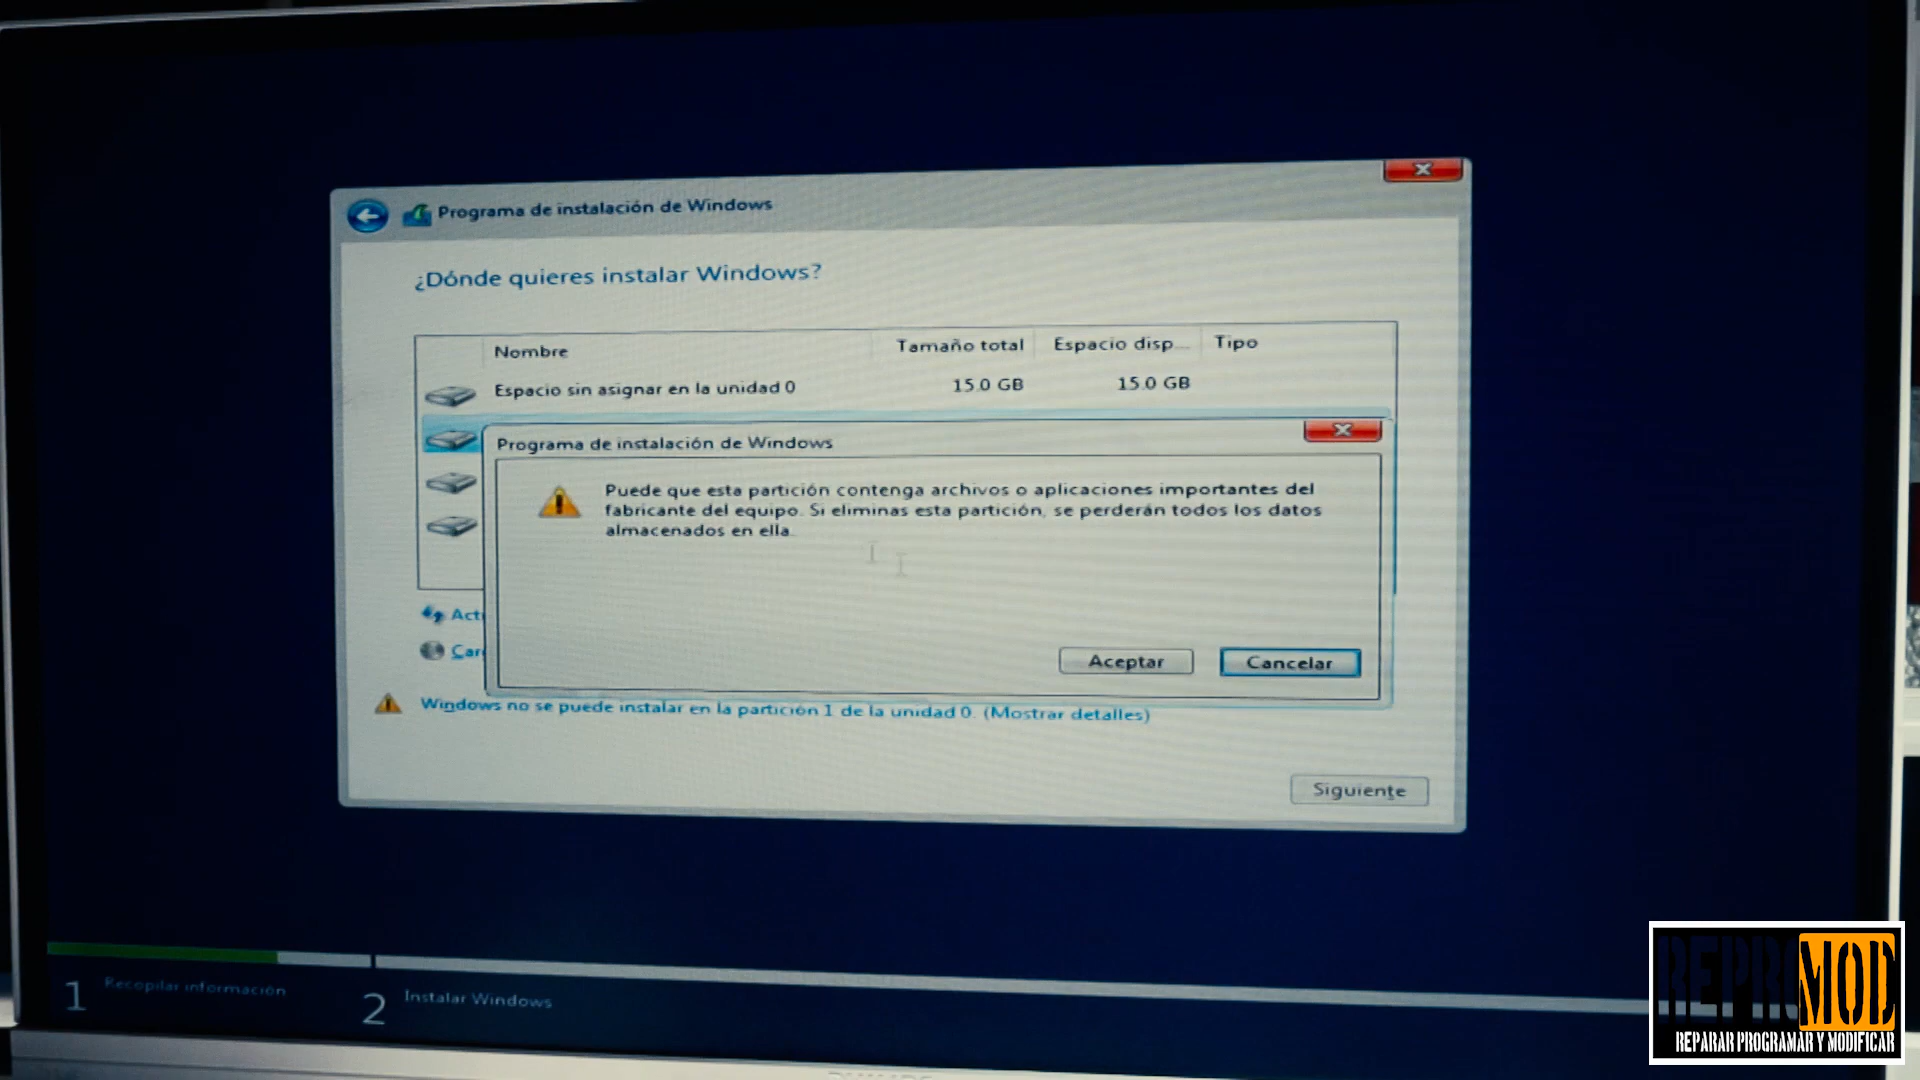 Programa de instalación de Windows
¿Dónde quieres instalar Windows?
Nombre Tamaño total Espacio disp... Tipo
Espacio sin asignar en la unidad 0 15.0 GB 15.0 GB
Programa de instalación de Windows
Puede que esta partición contenga archivos o aplicaciones importantes del
fabricante del equipo. Si eliminas esta partición, se perderán todos los datos
almacenados en ella.
Aceptar Cancelar
Windows no se puede instalar en la partición 1 de la unidad 0. (Mostrar detalles)
Siguiente
1 Recopilar información
2 Instalar Windows
REPROMOD
REPARAR PROGRAMAR Y MODIFICAR